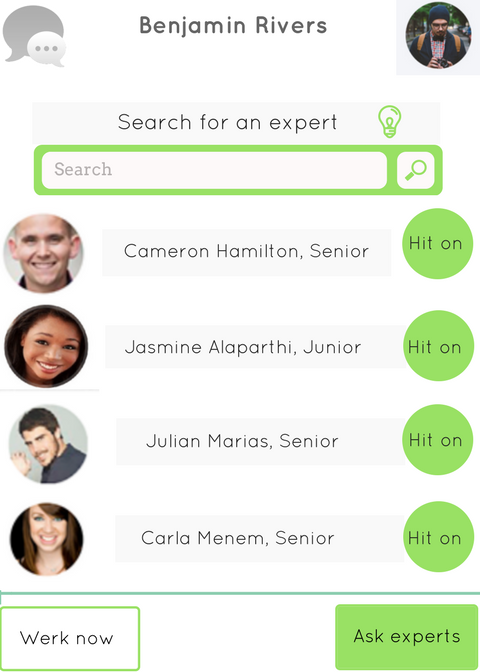 Benjamin Rivers
Search for an expert
Search
Cameron Hamilton, Senior
Hit on
Jasmine Alaparthi, Junior
Hit on
Julian Marias, Senior
Hit on
Carla Menem, Senior
Hit on
Werk now
Ask experts